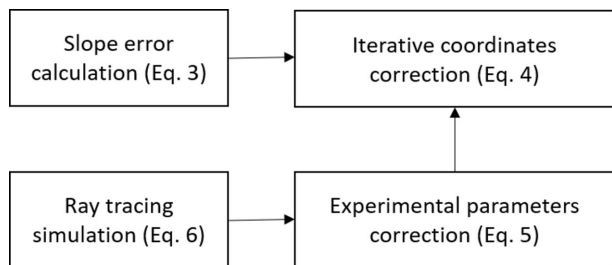 Slope error
calculation (Eq. 3)
Iterative coordinates
correction (Eq. 4)
Ray tracing
simulation (Eq. 6)
Experimental parameters
correction (Eq. 5)